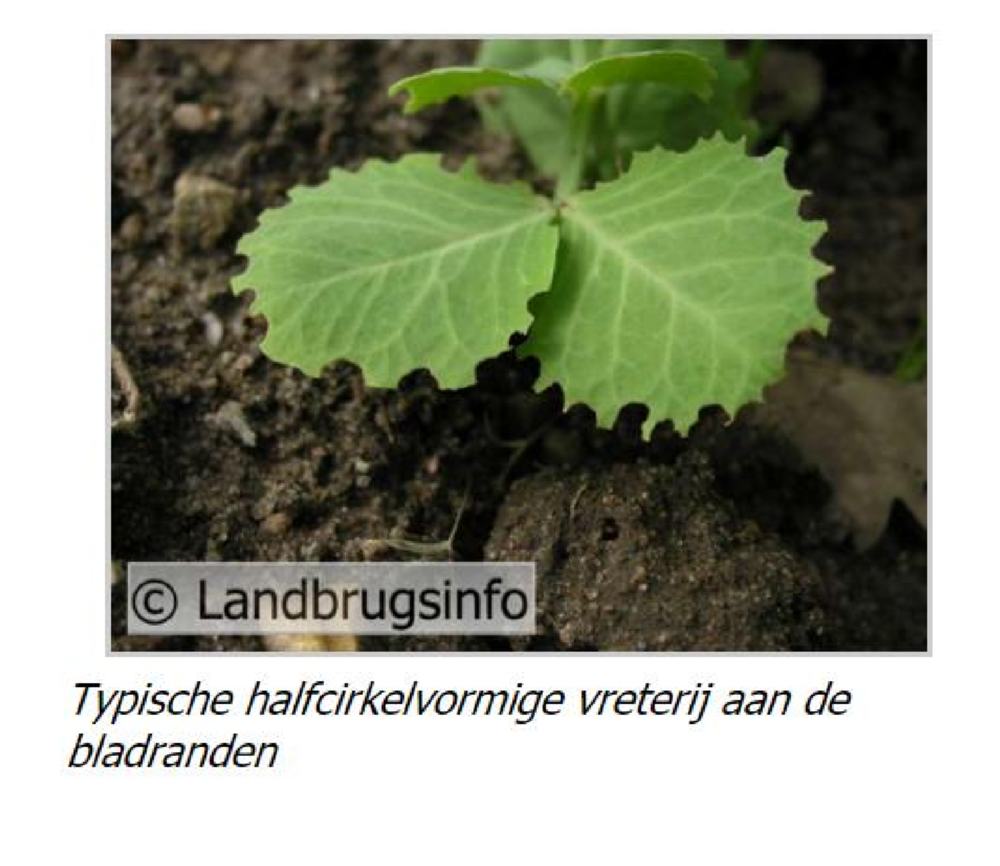 © Landbrugsinfo
Typische halfcirkelvormige vreterij aan de
bladranden